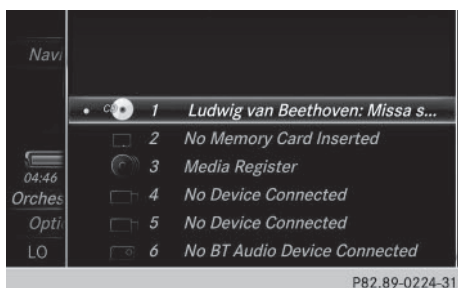 Navi
CD
1 Ludwig van Beethoven: Missa s...
2 No Memory Card Inserted
3 Media Register
4 No Device Connected
5 No Device Connected
6 No BT Audio Device Connected
04:46
Orches
Opti
LO
P82.89-0224-31